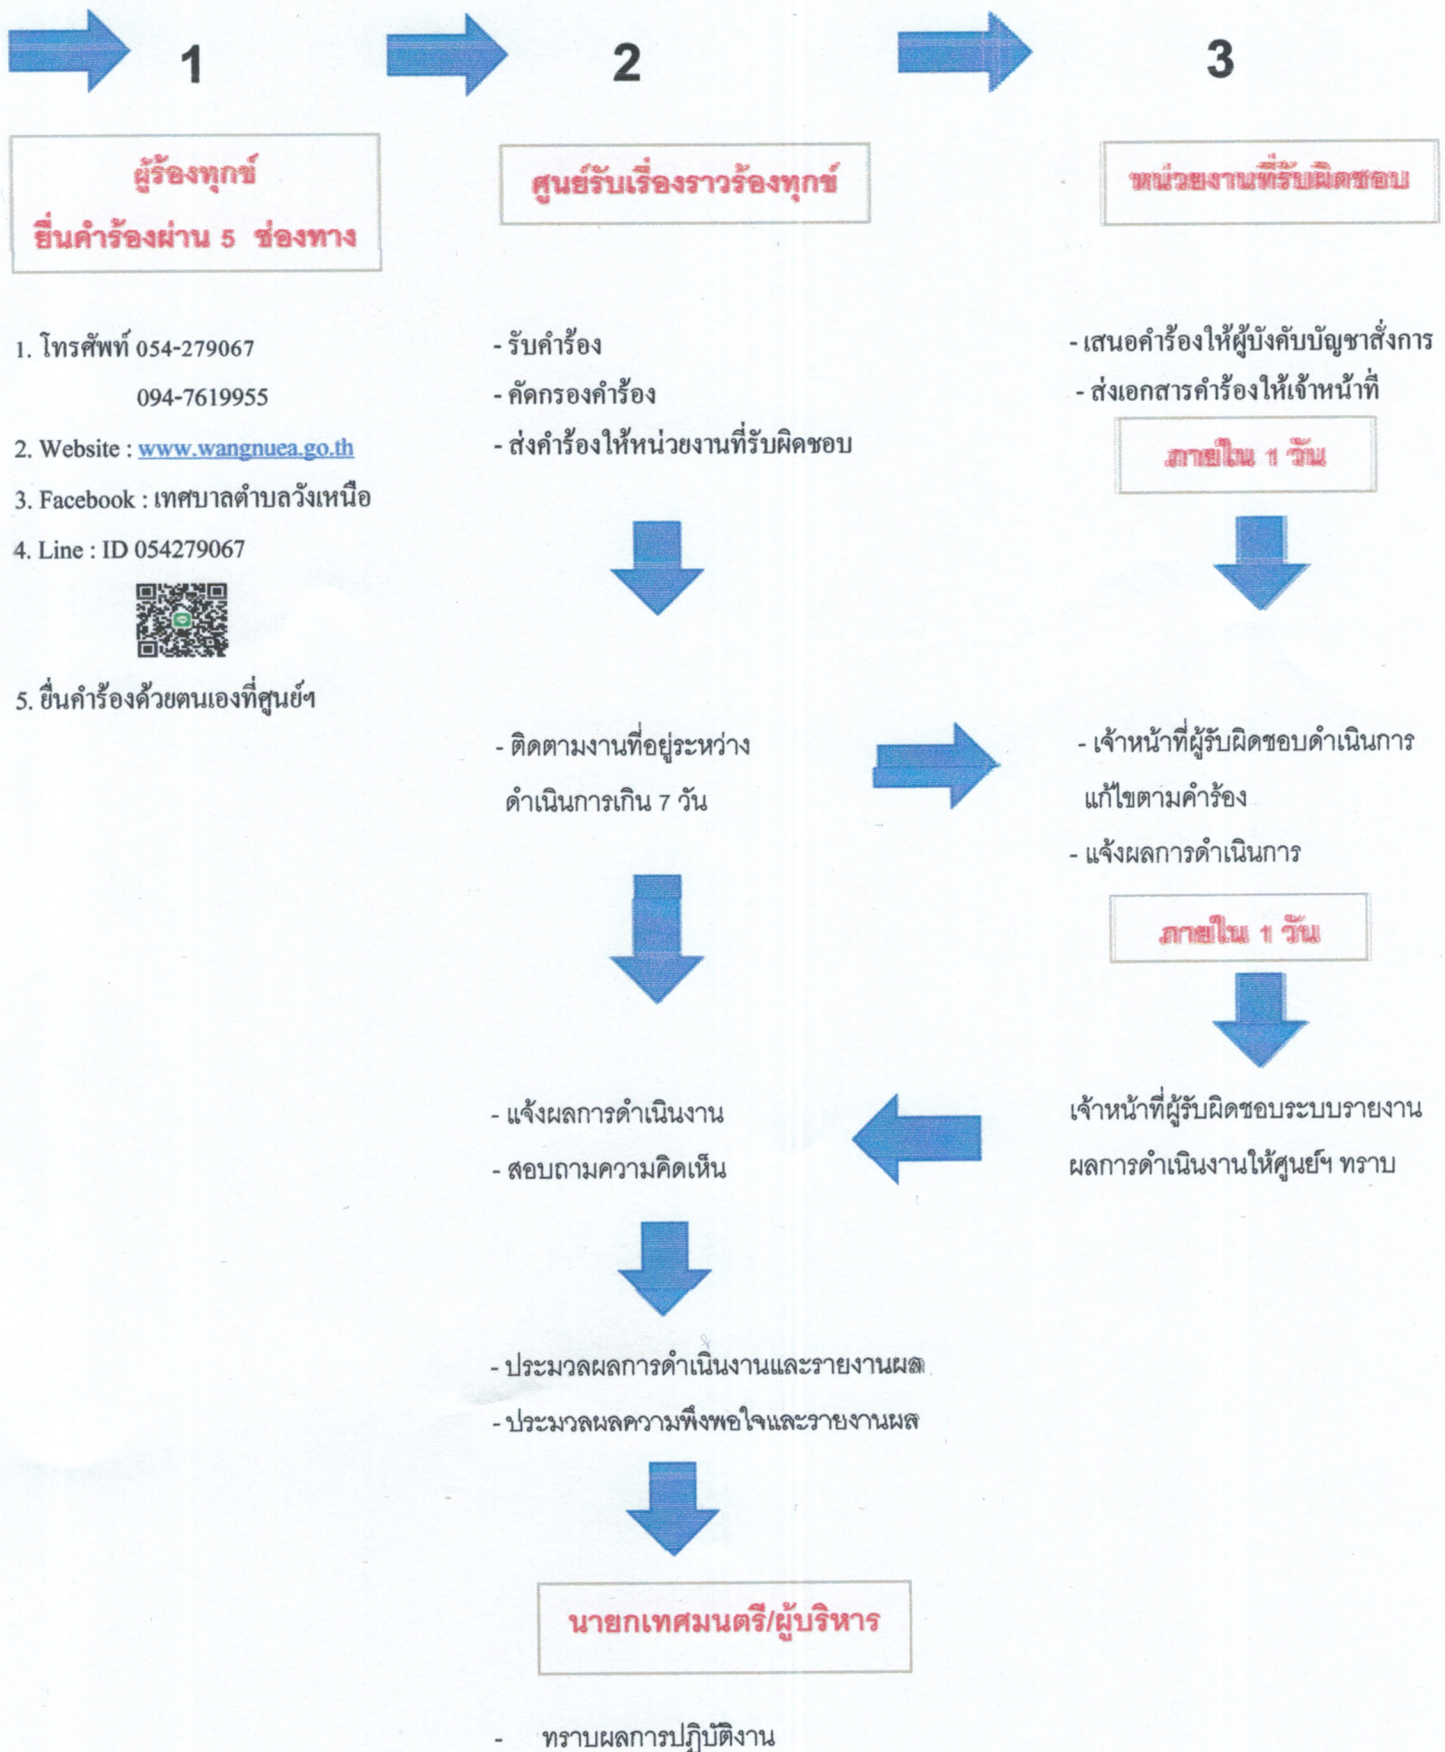 1
2
3
ผู้ร้องทุกข์
ยื่นคำร้องผ่าน 5 ช่องทาง
1. โทรศัพท์ 054-279067
094-7619955
2. Website : www.wangnuea.go.th
3. Facebook : เทศบาลตำบลวังเหนือ
4. Line : ID 054279067
5. ยื่นคำร้องด้วยตนเองที่ศูนย์ฯ
ศูนย์รับเรื่องราวร้องทุกข์
- รับคำร้อง
- คัดกรองคำร้อง
- ส่งคำร้องให้หน่วยงานที่รับผิดชอบ
- ติดตามงานที่อยู่ระหว่าง
ดำเนินการเกิน 7 วัน
หน่วยงานที่รับผิดชอบ
- เสนอคำร้องให้ผู้บังคับบัญชาสั่งการ
- ส่งเอกสารคำร้องให้เจ้าหน้าที่
ภายใน 1 วัน
- เจ้าหน้าที่ผู้รับผิดชอบดำเนินการ
แก้ไขตามคำร้อง
- แจ้งผลการดำเนินการ
ภายใน 1 วัน
เจ้าหน้าที่ผู้รับผิดชอบระบบรายงาน
ผลการดำเนินงานให้ศูนย์ฯ ทราบ
- แจ้งผลการดำเนินงาน
- สอบถามความคิดเห็น
- ประมวลผลการดำเนินงานและรายงานผล
- ประมวลผลความพึงพอใจและรายงานผล
นายกเทศมนตรี/ผู้บริหาร
- ทราบผลการปฏิบัติงาน